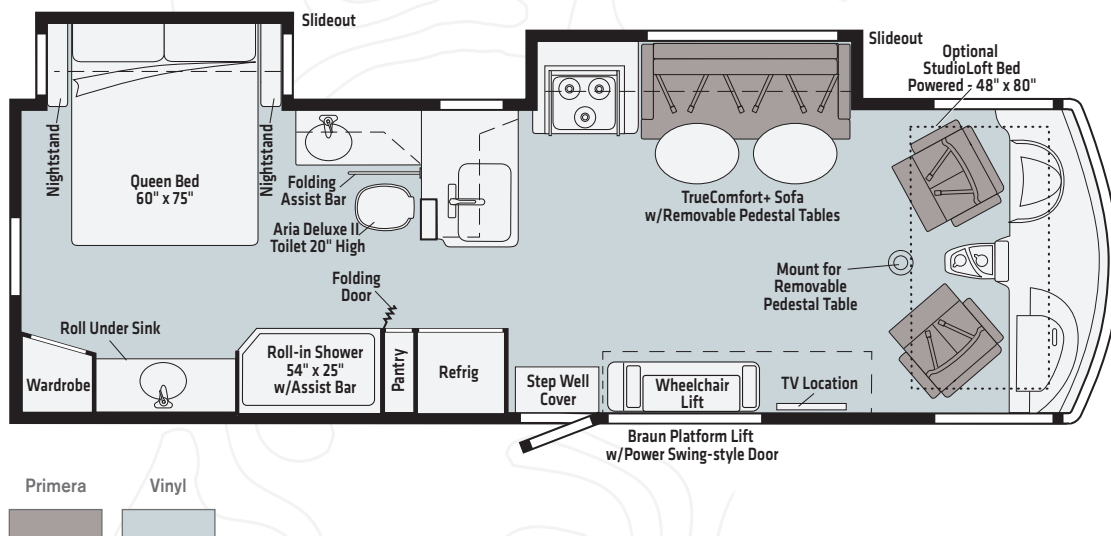 Slideout
Slideout
Optional
StudioLoft Bed
Powered - 48" x 80"
Nightstand
Queen Bed
60" x 75"
Nightstand
Folding
Assist Bar
Aria Deluxe II
Toilet 20" High
TrueComfort+ Sofa
w/Removable Pedestal Tables
Mount for
Removable
Pedestal Table
Folding
Door
Roll Under Sink
Wardrobe
Roll-in Shower
54" x 25"
w/Assist Bar
Pantry
Refrig
Step Well
Cover
Wheelchair
Lift
TV Location
Braun Platform Lift
w/Power Swing-style Door
Primera
Vinyl